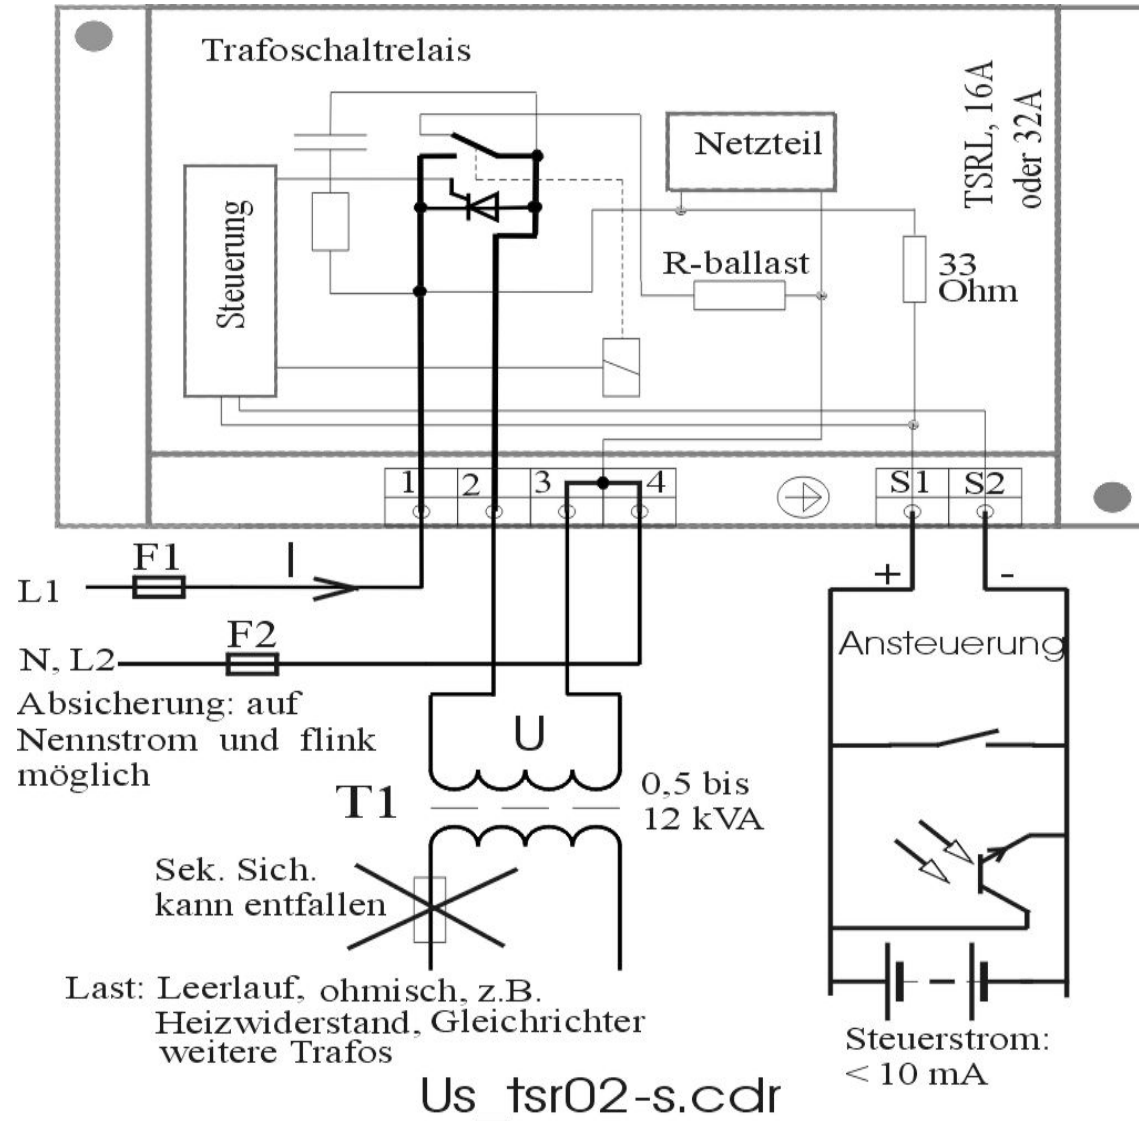 Trafoschaltrelais
TSRL, 16A
oder 32A
Netzteil
Steuerung
R-ballast
33
Ohm
1
2
3
4
S1
S2
F1
I
L1
+
-
F2
N, L2
Ansteuerung
Absicherung: auf
Nennstrom und flink
möglich
U
T1
0,5 bis
12 kVA
Sek. Sich.
kann entfallen
Last: Leerlauf, ohmisch, z.B.
Heizwiderstand, Gleichrichter
weitere Trafos
Steuerstrom:
< 10 mA
Us tsr02-s.cdr